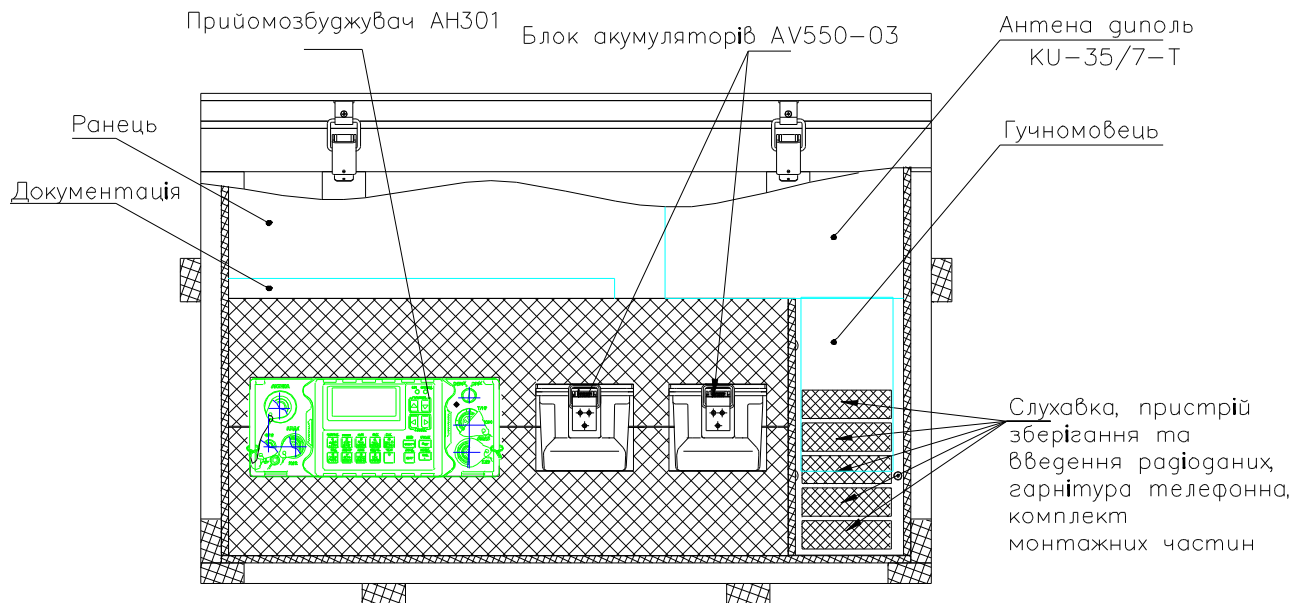 Прийомозбуджувач АН301
Блок акумуляторів AV550-03
Антена диполь
KU-35/7-Т
Ранець
Гучномовець
Документація
Слухавка, пристрій
зберігання та
введення радіоданих,
гарнітура телефонна,
комплект
монтажних частин